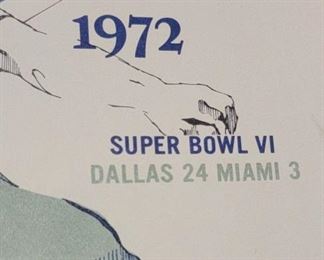 1972
SUPER BOWL VI
DALLAS 24 MIAMI 3